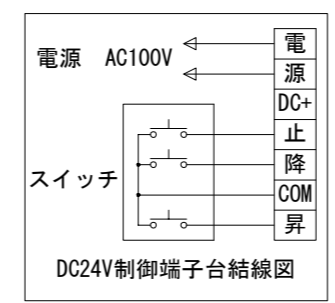 電源 AC100V
電
源
DC+
止
降
COM
昇
スイッチ
DC24V制御端子台結線図